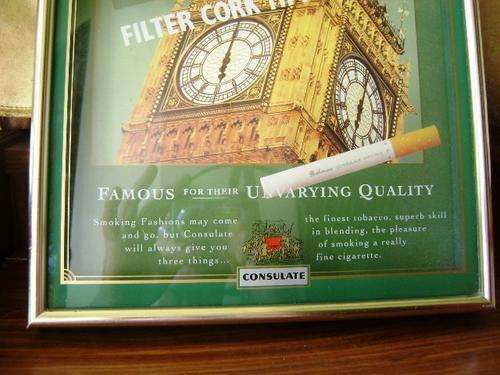 FILTER CORK
FAMOUS FOR THEIR UNVARYING QUALITY
Smoking Fashions may come
and go, but Consulate
will always give you
three things...
the finest tobacco, superb skill
in blending, the pleasure
of smoking a really
fine cigarette.
CONSULATE